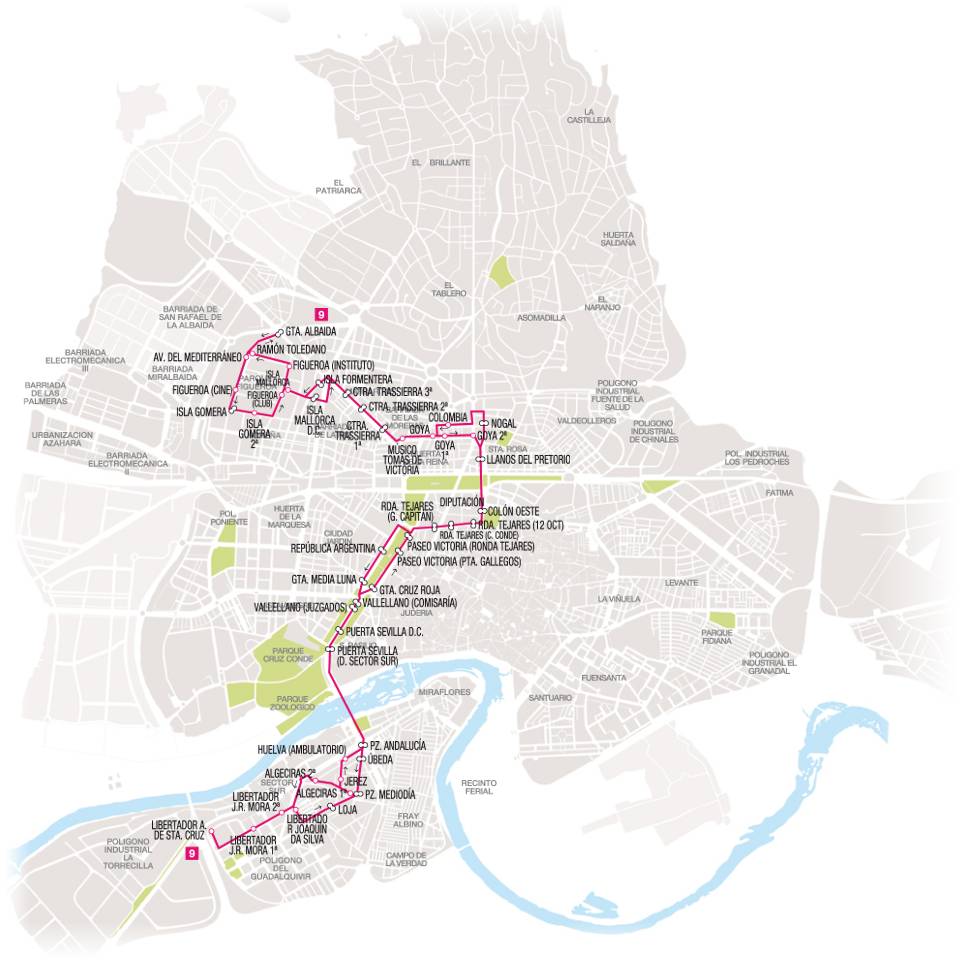 LA
CASTILLEJA
EL BRILLANTE
EL
PATRIARCA
HUERTA
SALDAÑA
EL
TABLERO
EL
NARANJO
ASOMADILLA
BARRIADA DE
SAN RAFAEL DE
LA ALBAIDA
9
GTA. ALBAIDA
RAMÓN TOLEDANO
AV. DEL MEDITERRÁNEO
BARRIADA
ELECTROMECANICA
III
BARRIADA
MIRALBAIDA
FIGUEROA (INSTITUTO)
ISLA
MALLORCA
ISLA FORMENTERA
BARRIADA
DE LAS
PALMERAS
FIGUEROA (CINE)
FIGUEROA
(CLUB)
CTRA. TRASSIERRA 3ª
CTRA. TRASSIERRA 2ª
POLIGONO
INDUSTRIAL
FUENTE DE LA
SALUD
ISLA GOMERA
ISLA
GOMERA
2ª
ISLA
MALLORCA
D.C.
CTRA.
TRASSIERRA
1ª
DE LAS
COLOMBIA
NOGAL
VALDEOLLEROS
POLIGONO
INDUSTRIAL
DE CHINALES
URBANIZACION
AZAHARA
GOYA
GOYA
1ª
GOYA 2ª
STA. ROSA
BARRIADA
ELECTROMECANICA
II
MUSICO
TOMÁS DE
VICTORIA
LLANOS DEL PRETORIO
POL. INDUSTRIAL
LOS PEDROCHES
FATIMA
POL.
PONIENTE
HUERTA
DE LA
MARQUESA
RDA. TEJARES
(G. CAPITÁN)
DIPUTACIÓN
COLÓN OESTE
RDA. TEJARES (12 OCT)
RDA. TEJARES (C. CONDE)
CIUDAD
JARDIN
REPÚBLICA ARGENTINA
PASEO VICTORIA (RONDA TEJARES)
PASEO VICTORIA (PTA. GALLEGOS)
GTA. MEDIA LUNA
GTA. CRUZ ROJA
LEVANTE
VALLELLANO (JUZGADOS)
VALLELLANO (COMISARÍA)
JUDERIA
LA VIÑUELA
PUERTA SEVILLA D.C.
PARQUE
FIDIANA
PARQUE
CRUZ CONDE
PUERTA SEVILLA
(D. SECTOR SUR)
POLIGONO
INDUSTRIAL EL
GRANADAL
FUENSANTA
MIRAFLORES
SANTUARIO
PARQUE
ZOOLOGICO
HUELVA (AMBULATORIO)
PZ. ANDALUCÍA
ÚBEDA
ALGECIRAS 2ª
SECTOR
SUR
JEREZ
ALGECIRAS 1ª
PZ. MEDIODÍA
RECINTO
FERIAL
LIBERTADOR
J.R. MORA 2ª
LOJA
LIBERTADO
R JOAQUÍN
DA SILVA
FRAY
ALBINO
LIBERTADOR A.
DE STA. CRUZ
LIBERTADOR
J.R. MORA 1ª
9
POLIGONO
INDUSTRIAL
LA
TORRECILLA
POLIGONO
DEL
GUADALQUIVIR
CAMPO DE
LA VERDAD